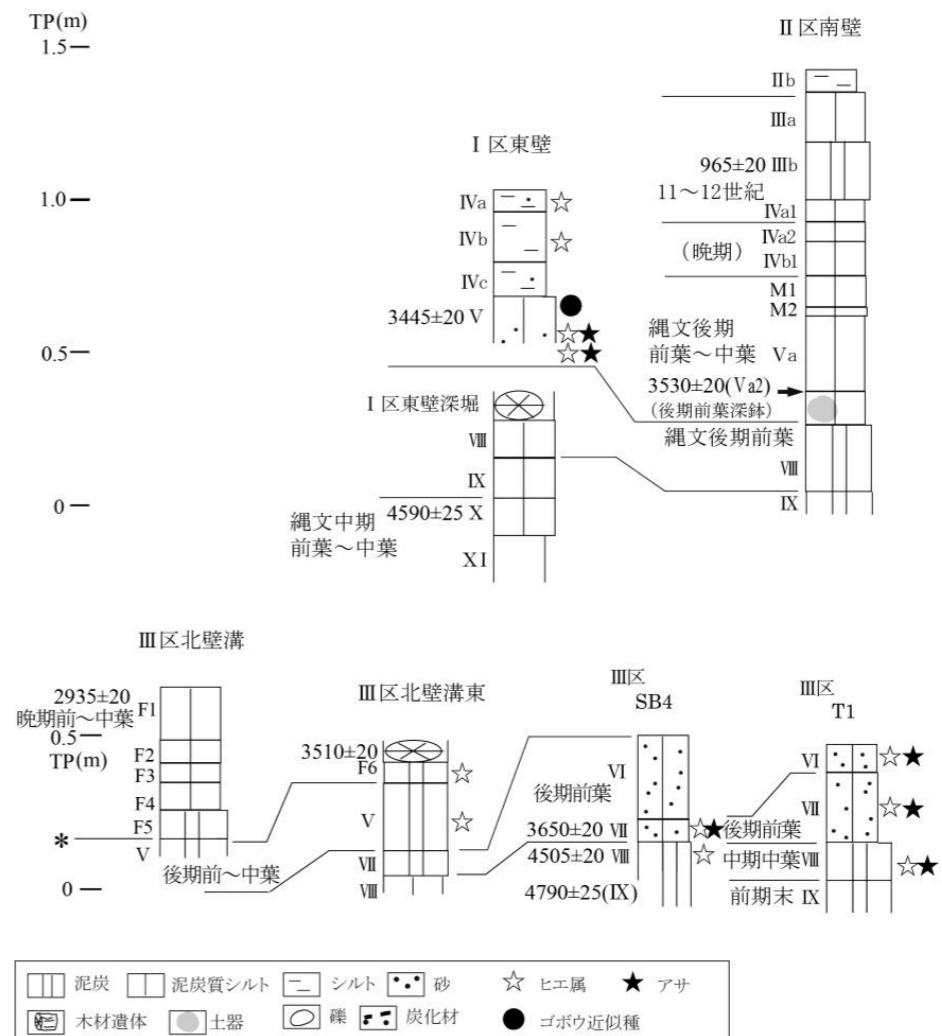 TP(m)
1.5
1.0
0.5
0
Ⅰ区東壁
Ⅳa
Ⅳb
Ⅳc
3445±20 Ⅴ
Ⅰ区東壁深堀
Ⅷ
Ⅸ
4590±25 Ⅹ
縄文中期
前葉~中葉
ⅩⅠ
Ⅱ区南壁
Ⅱb
Ⅲa
965±20 Ⅲb
11~12世紀
Ⅳa1
Ⅳa2
(晩期)
Ⅳb1
M1
M2
縄文後期
前葉~中葉
Ⅴa
3530±20(Ⅴa2)
(後期前葉深鉢)
縄文後期前葉
Ⅷ
Ⅸ
Ⅲ区北壁溝
2935±20
晩期前~中葉
F1
0.5
TP(m)
F2
F3
F4
F5
*
Ⅴ
後期前~中葉
0
Ⅲ区北壁溝東
3510±20
F6
Ⅴ
Ⅶ
Ⅷ
Ⅲ区
SB4
Ⅵ
後期前葉
3650±20 Ⅶ
4505±20 Ⅷ
4790±25(Ⅸ)
Ⅲ区
T1
Ⅵ
Ⅶ
後期前葉
中期中葉 Ⅷ
前期末 Ⅸ
泥炭 泥炭質シルト シルト 砂 ヒエ属 アサ
木材遺体 土器 礫 炭化材 ゴボウ近似種